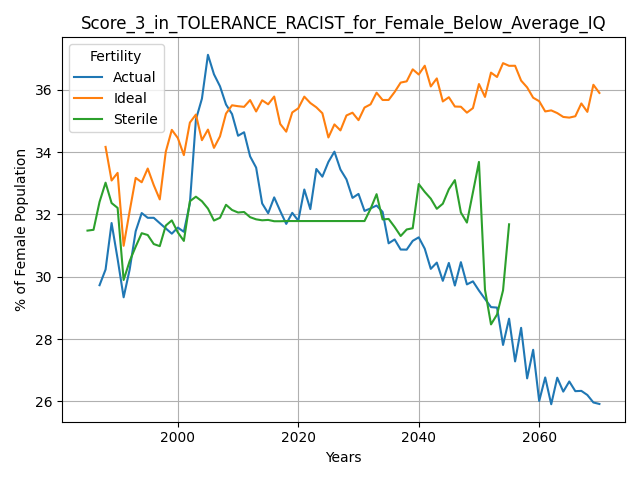 Score_3_in_TOLERANCE_RACIST_for_Female_Below_Average_IQ
Fertility
Actual
Ideal
Sterile
% of Female Population
36
34
32
30
28
26
2000
2020
2040
2060
Years